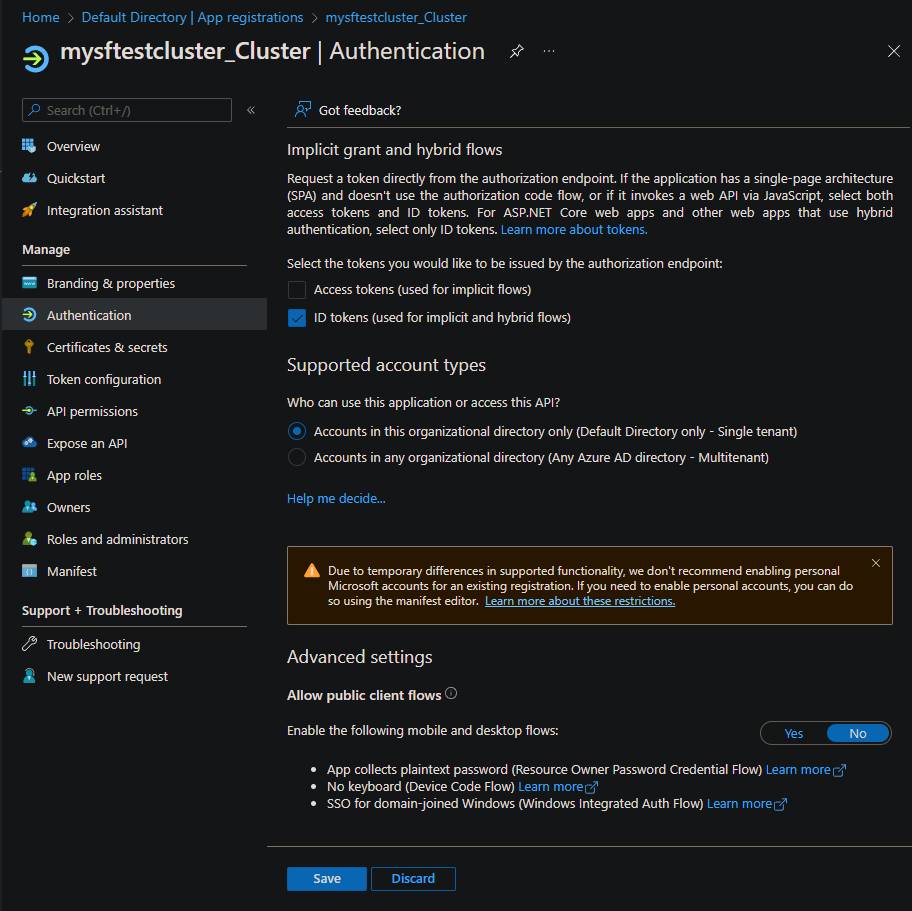 Home > Default Directory | App registrations > mysftestcluster_Cluster
mysftestcluster_Cluster | Authentication
Search (Ctrl+/)
Overview
Quickstart
Integration assistant
Manage
Branding & properties
Authentication
Certificates & secrets
Token configuration
API permissions
Expose an API
App roles
Owners
Roles and administrators
Manifest
Support + Troubleshooting
Troubleshooting
New support request
Got feedback?
Implicit grant and hybrid flows
Request a token directly from the authorization endpoint. If the application has a single-page architecture
(SPA) and doesn't use the authorization code flow, or if it invokes a web API via JavaScript, select both
access tokens and ID tokens. For ASP.NET Core web apps and other web apps that use hybrid
authentication, select only ID tokens. Learn more about tokens.
Select the tokens you would like to be issued by the authorization endpoint:
Access tokens (used for implicit flows)
ID tokens (used for implicit and hybrid flows)
Supported account types
Who can use this application or access this API?
Accounts in this organizational directory only (Default Directory only - Single tenant)
Accounts in any organizational directory (Any Azure AD directory - Multitenant)
Help me decide...
Due to temporary differences in supported functionality, we don't recommend enabling personal
Microsoft accounts for an existing registration. If you need to enable personal accounts, you can do
so using the manifest editor. Learn more about these restrictions.
Advanced settings
Allow public client flows
Enable the following mobile and desktop flows:
Yes No
• App collects plaintext password (Resource Owner Password Credential Flow) Learn more
• No keyboard (Device Code Flow) Learn more
• SSO for domain-joined Windows (Windows Integrated Auth Flow) Learn more
Save Discard